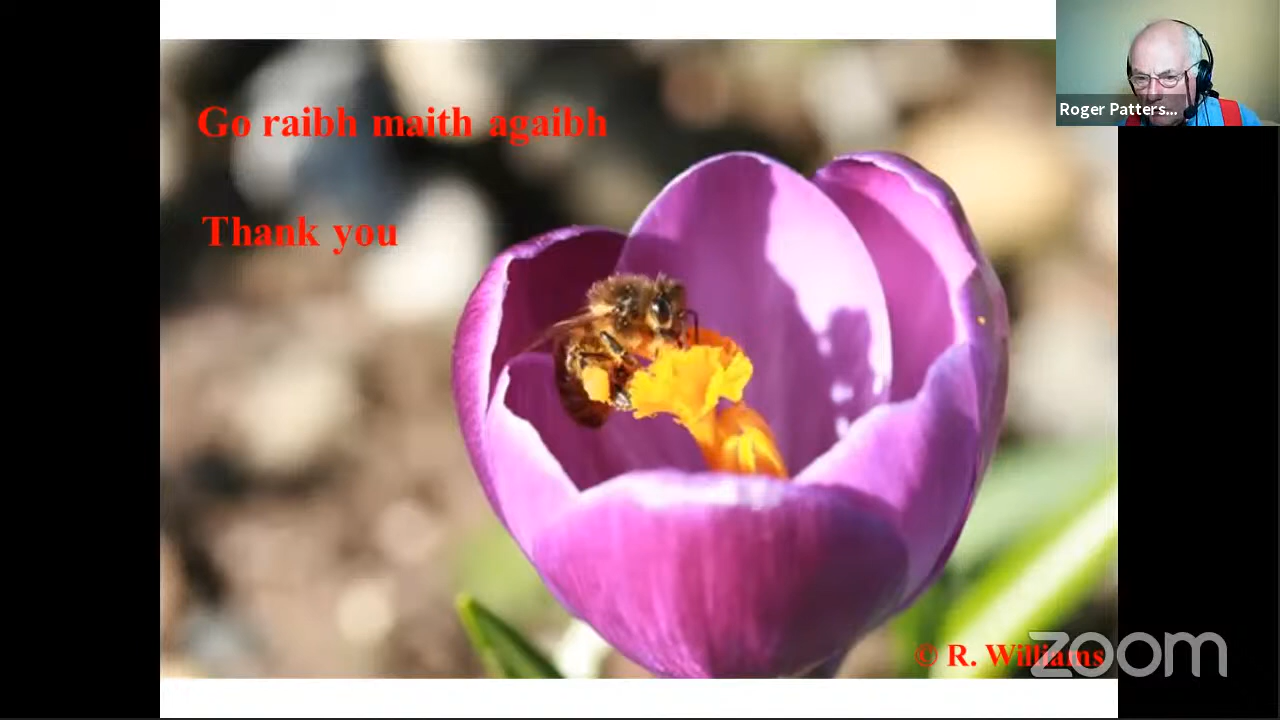 Roger Patters...
Go raibh maith agaibh
Thank you
© R. Williams
zoom